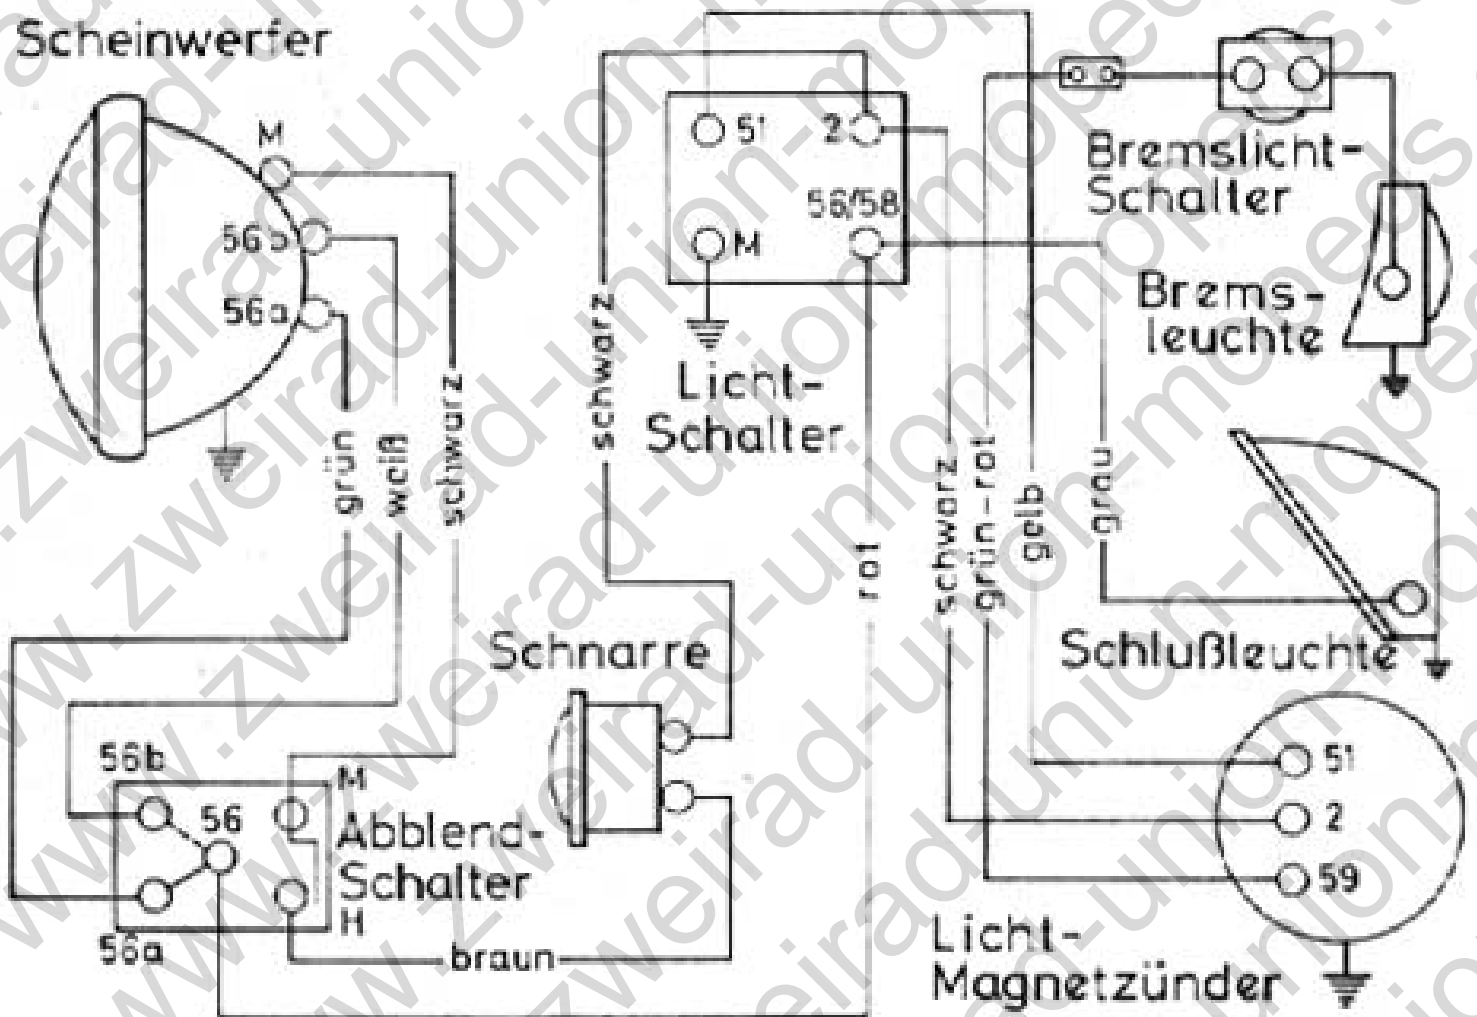 Scheinwerfer
M
56b
56a
grün
weiß
schwarz
51
2
56/58
M
Licht-
Schalter
schwarz
rot
schwarz
grün-rot
gelb
grau
Bremslicht-
Schalter
Brems-
leuchte
Schlußleuchte
Schnarre
56b
56
M
Abblend-
Schalter
H
56a
braun
51
2
59
Licht-
Magnetzünder
www.zweirad-union-mopeds.com